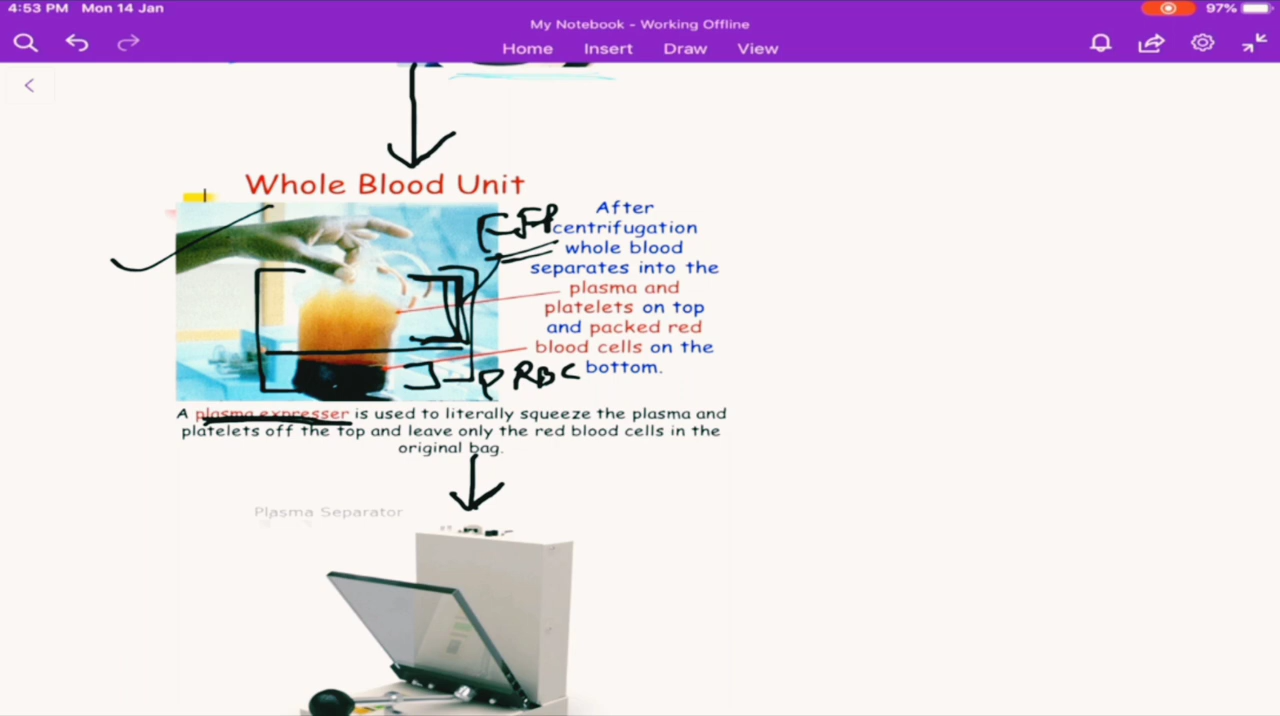 4:53 PM Mon 14 Jan
97%
My Notebook - Working Offline
Home Insert Draw View
Whole Blood Unit
FFP
After
centrifugation
whole blood
separates into the
plasma and
platelets on top
and packed red
blood cells on the
bottom.
PRBC
A plasma expresser is used to literally squeeze the plasma and
platelets off the top and leave only the red blood cells in the
original bag.
Plasma Separator